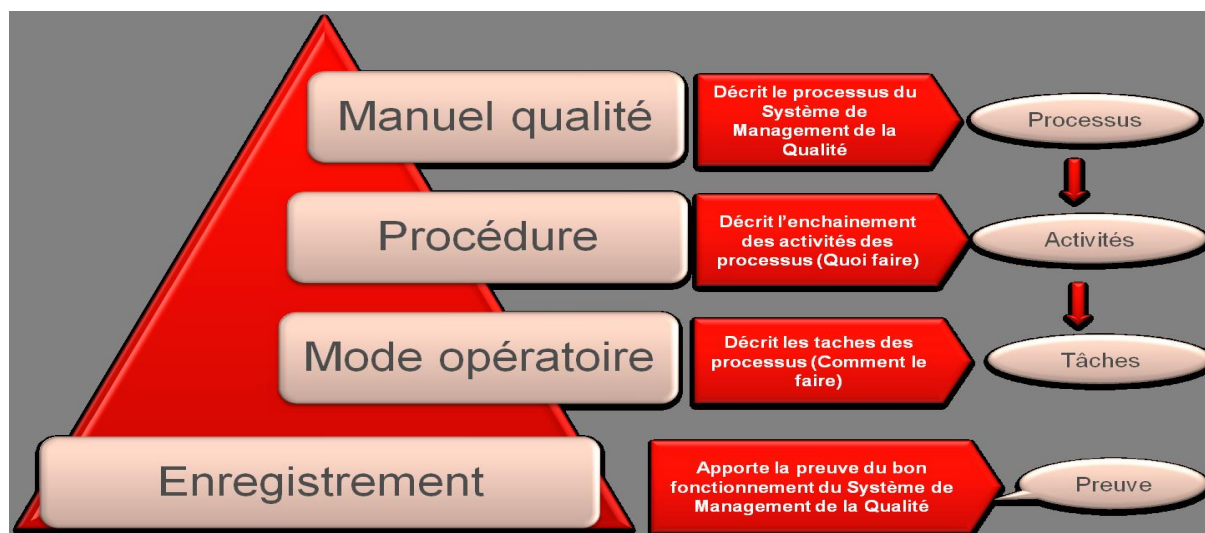 Manuel qualité
Décrit le processus du
Système de
Management de la
Qualité
Processus
Procédure
Décrit l'enchainement
des activités des
processus (Quoi faire)
Activités
Mode opératoire
Décrit les taches des
processus (Comment le
faire)
Tâches
Enregistrement
Apporte la preuve du bon
fonctionnement du Système de
Management de la Qualité
Preuve